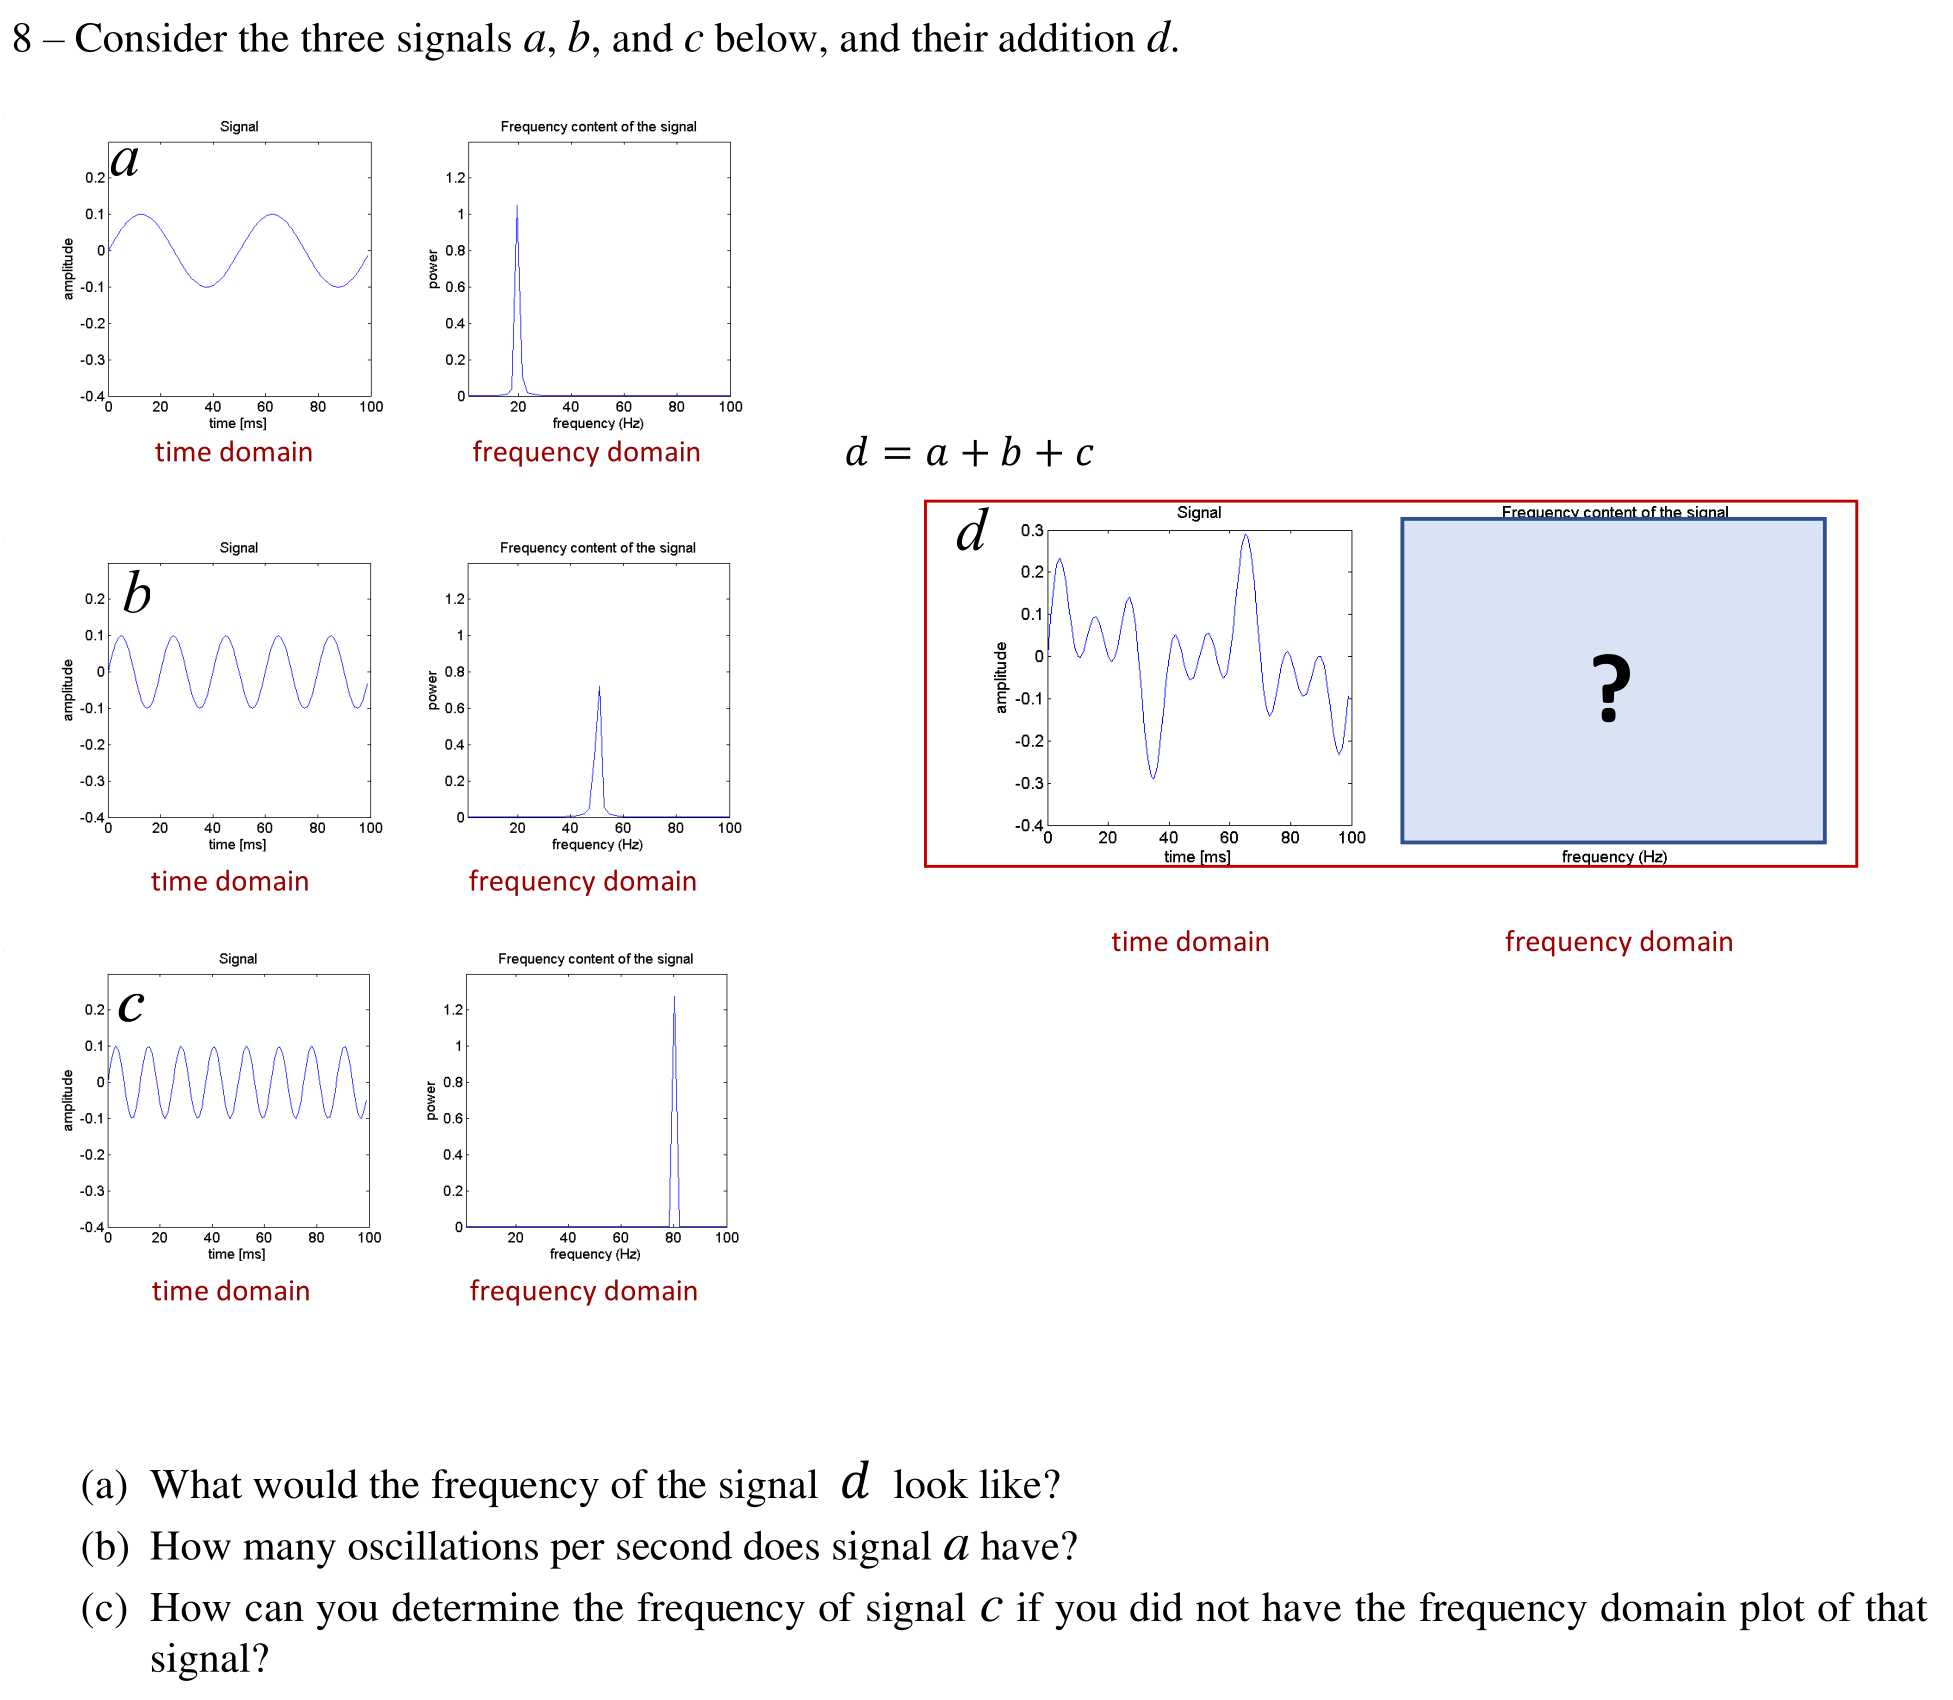 8 – Consider the three signals a, b, and c below, and their addition d.
Signal
a
0.2
0.1
0
-0.1
-0.2
-0.3
-0.4
amplitude
0 20 40 60 80 100
time [ms]
time domain
Frequency content of the signal
1.2
1
0.8
0.6
0.4
0.2
0
power
20 40 60 80 100
frequency (Hz)
frequency domain
d = a + b + c
Signal
b
0.2
0.1
0
-0.1
-0.2
-0.3
-0.4
amplitude
0 20 40 60 80 100
time [ms]
time domain
Frequency content of the signal
1.2
1
0.8
0.6
0.4
0.2
0
power
20 40 60 80 100
frequency (Hz)
frequency domain
Signal
d
0.3
0.2
0.1
0
-0.1
-0.2
-0.3
-0.4
amplitude
0 20 40 60 80 100
time [ms]
time domain
Frequency content of the signal
?
frequency (Hz)
frequency domain
Signal
c
0.2
0.1
0
-0.1
-0.2
-0.3
-0.4
amplitude
0 20 40 60 80 100
time [ms]
time domain
Frequency content of the signal
1.2
1
0.8
0.6
0.4
0.2
0
power
20 40 60 80 100
frequency (Hz)
frequency domain
(a) What would the frequency of the signal d look like?
(b) How many oscillations per second does signal a have?
(c) How can you determine the frequency of signal c if you did not have the frequency domain plot of that
signal?